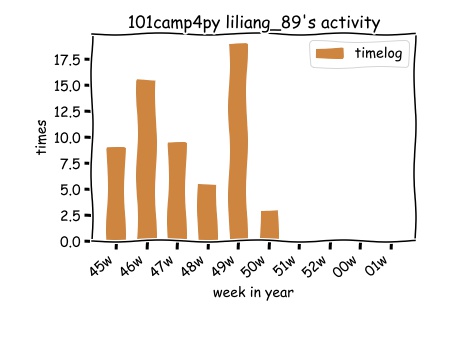 101camp4py liliang_89's activity
timelog
times
17.5
15.0
12.5
10.0
7.5
5.0
2.5
0.0
45w 46w 47w 48w 49w 50w 51w 52w 00w 01w
week in year